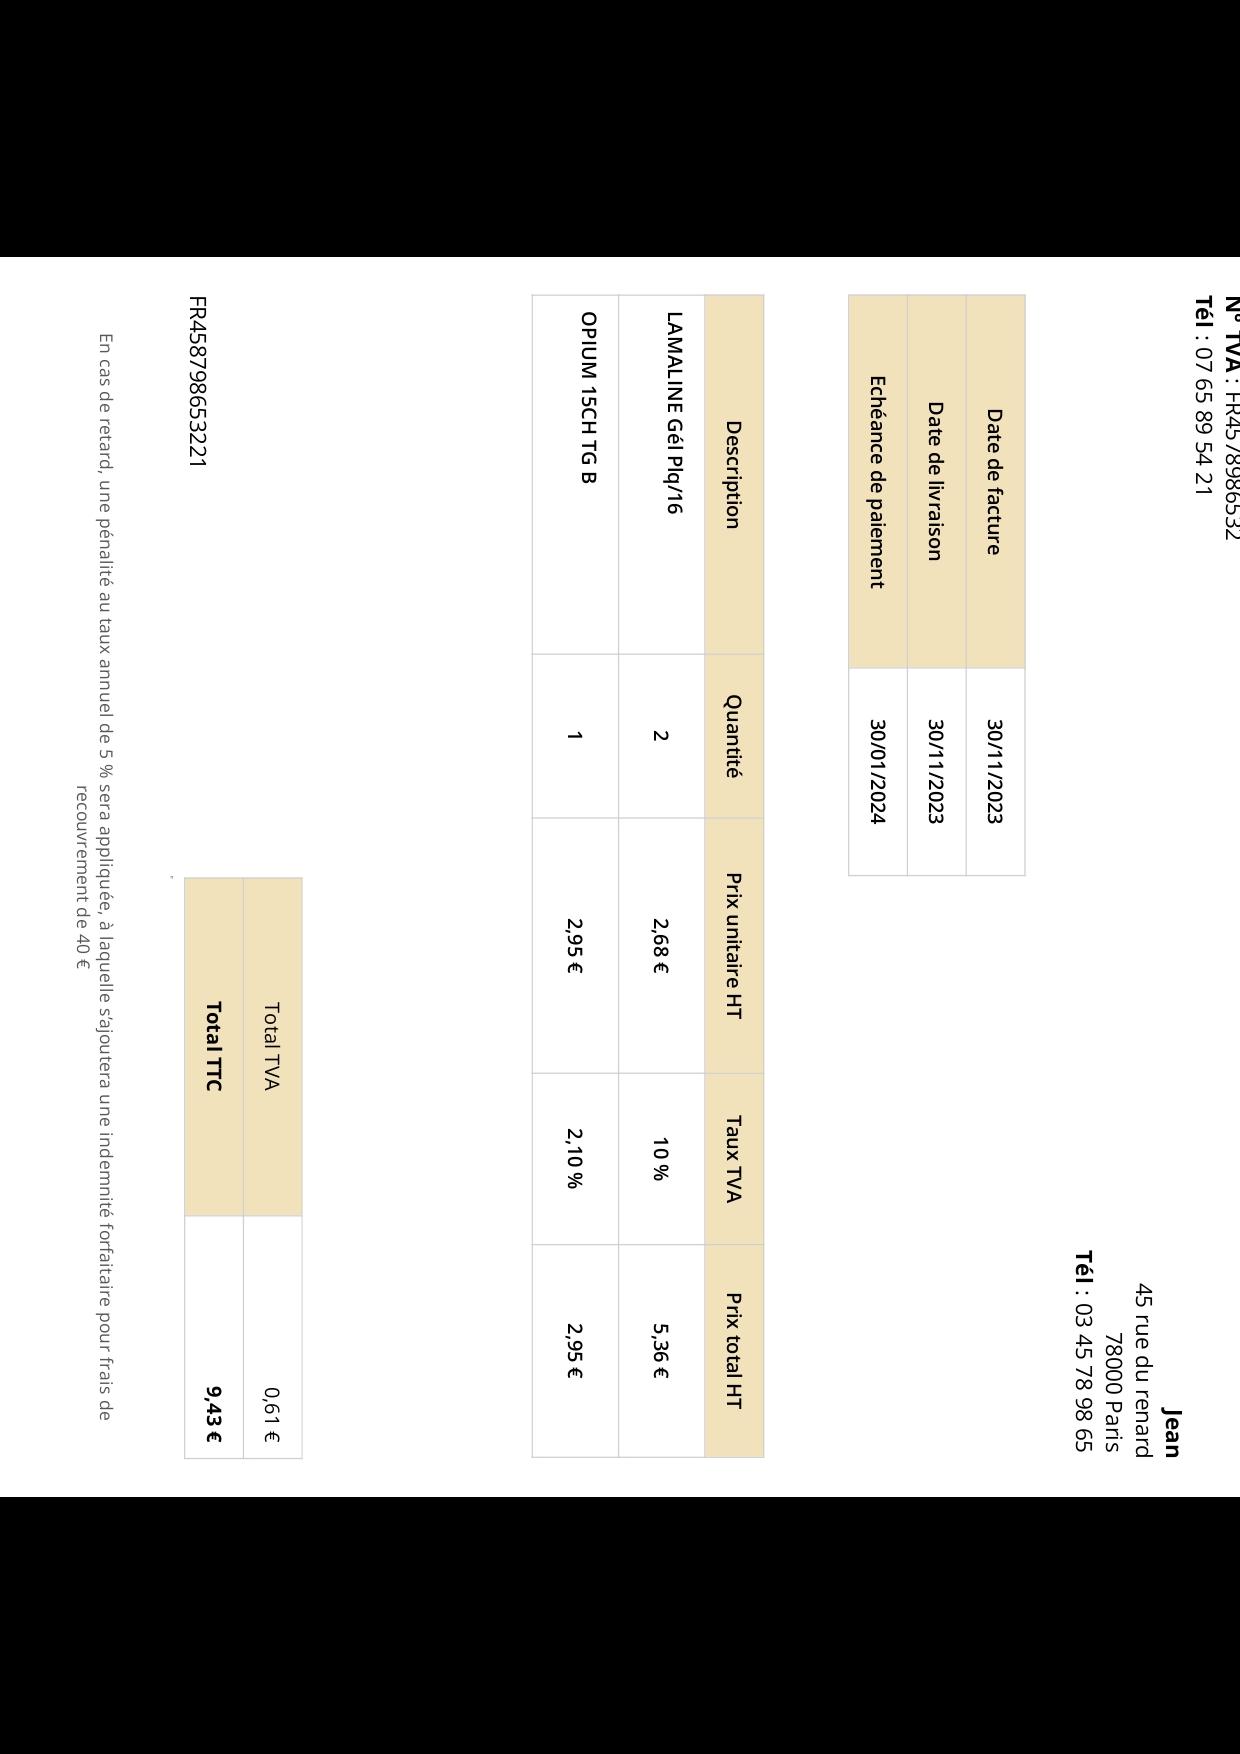 N° TVA : FR4578986532
Tél : 07 65 89 54 21
Jean
45 rue du renard
78000 Paris
Tél : 03 45 78 98 65
Date de facture 30/11/2023
Date de livraison 30/11/2023
Echéance de paiement 30/01/2024
Description Quantité Prix unitaire HT Taux TVA Prix total HT
LAMALINE Gél Plq/16 2 2,68 € 10 % 5,36 €
OPIUM 15CH TG B 1 2,95 € 2,10 % 2,95 €
Total TVA 0,61 €
Total TTC 9,43 €
FR458798653221
En cas de retard, une pénalité au taux annuel de 5 % sera appliquée, à laquelle s'ajoutera une indemnité forfaitaire pour frais de
recouvrement de 40 €